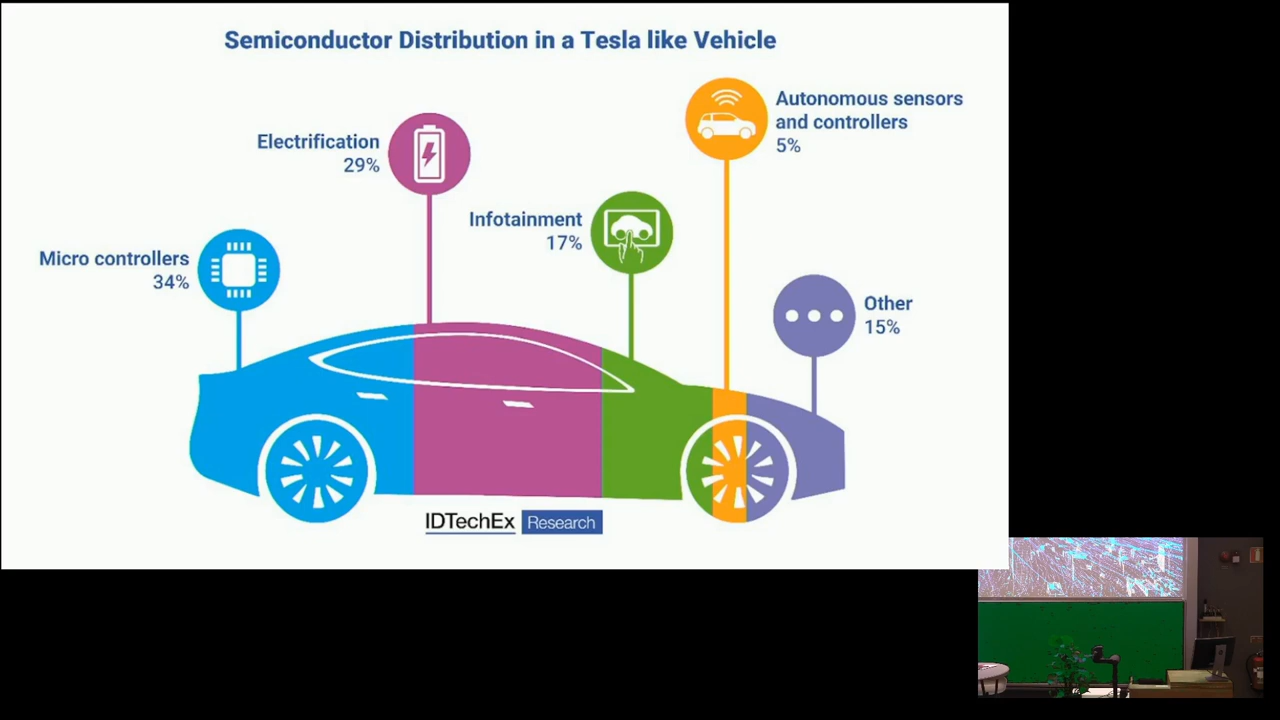 Semiconductor Distribution in a Tesla like Vehicle
Autonomous sensors
and controllers
5%
Electrification
29%
Infotainment
17%
Micro controllers
34%
Other
15%
IDTechEx Research